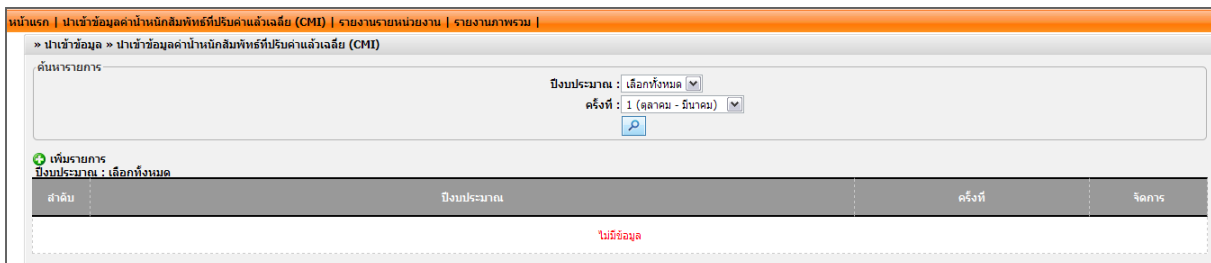 หน้าแรก | นำเข้าข้อมูลค่าน้ำหนักสัมพัทธ์ที่ปรับค่าแล้วเฉลี่ย (CMI) | รายงานรายหน่วยงาน | รายงานภาพรวม |
» นำเข้าข้อมูล » นำเข้าข้อมูลค่าน้ำหนักสัมพัทธ์ที่ปรับค่าแล้วเฉลี่ย (CMI)
ค้นหารายการ
ปีงบประมาณ : เลือกทั้งหมด
ครั้งที่ : 1 (ตุลาคม - มีนาคม)
เพิ่มรายการ
ปีงบประมาณ : เลือกทั้งหมด
ลำดับ ปีงบประมาณ ครั้งที่ จัดการ
ไม่มีข้อมูล